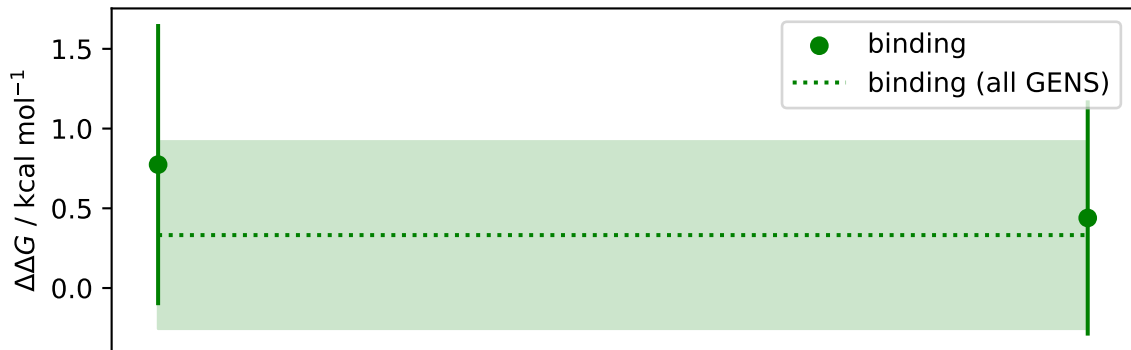 1.5
1.0
0.5
0.0
ΔΔG / kcal mol⁻¹
binding
binding (all GENS)